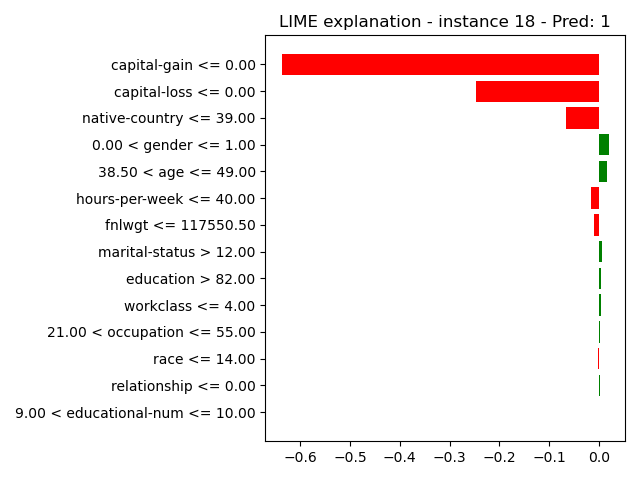 LIME explanation - instance 18 - Pred: 1
capital-gain <= 0.00
capital-loss <= 0.00
native-country <= 39.00
0.00 < gender <= 1.00
38.50 < age <= 49.00
hours-per-week <= 40.00
fnlwgt <= 117550.50
marital-status > 12.00
education > 82.00
workclass <= 4.00
21.00 < occupation <= 55.00
race <= 14.00
relationship <= 0.00
9.00 < educational-num <= 10.00
−0.6 −0.5 −0.4 −0.3 −0.2 −0.1 0.0